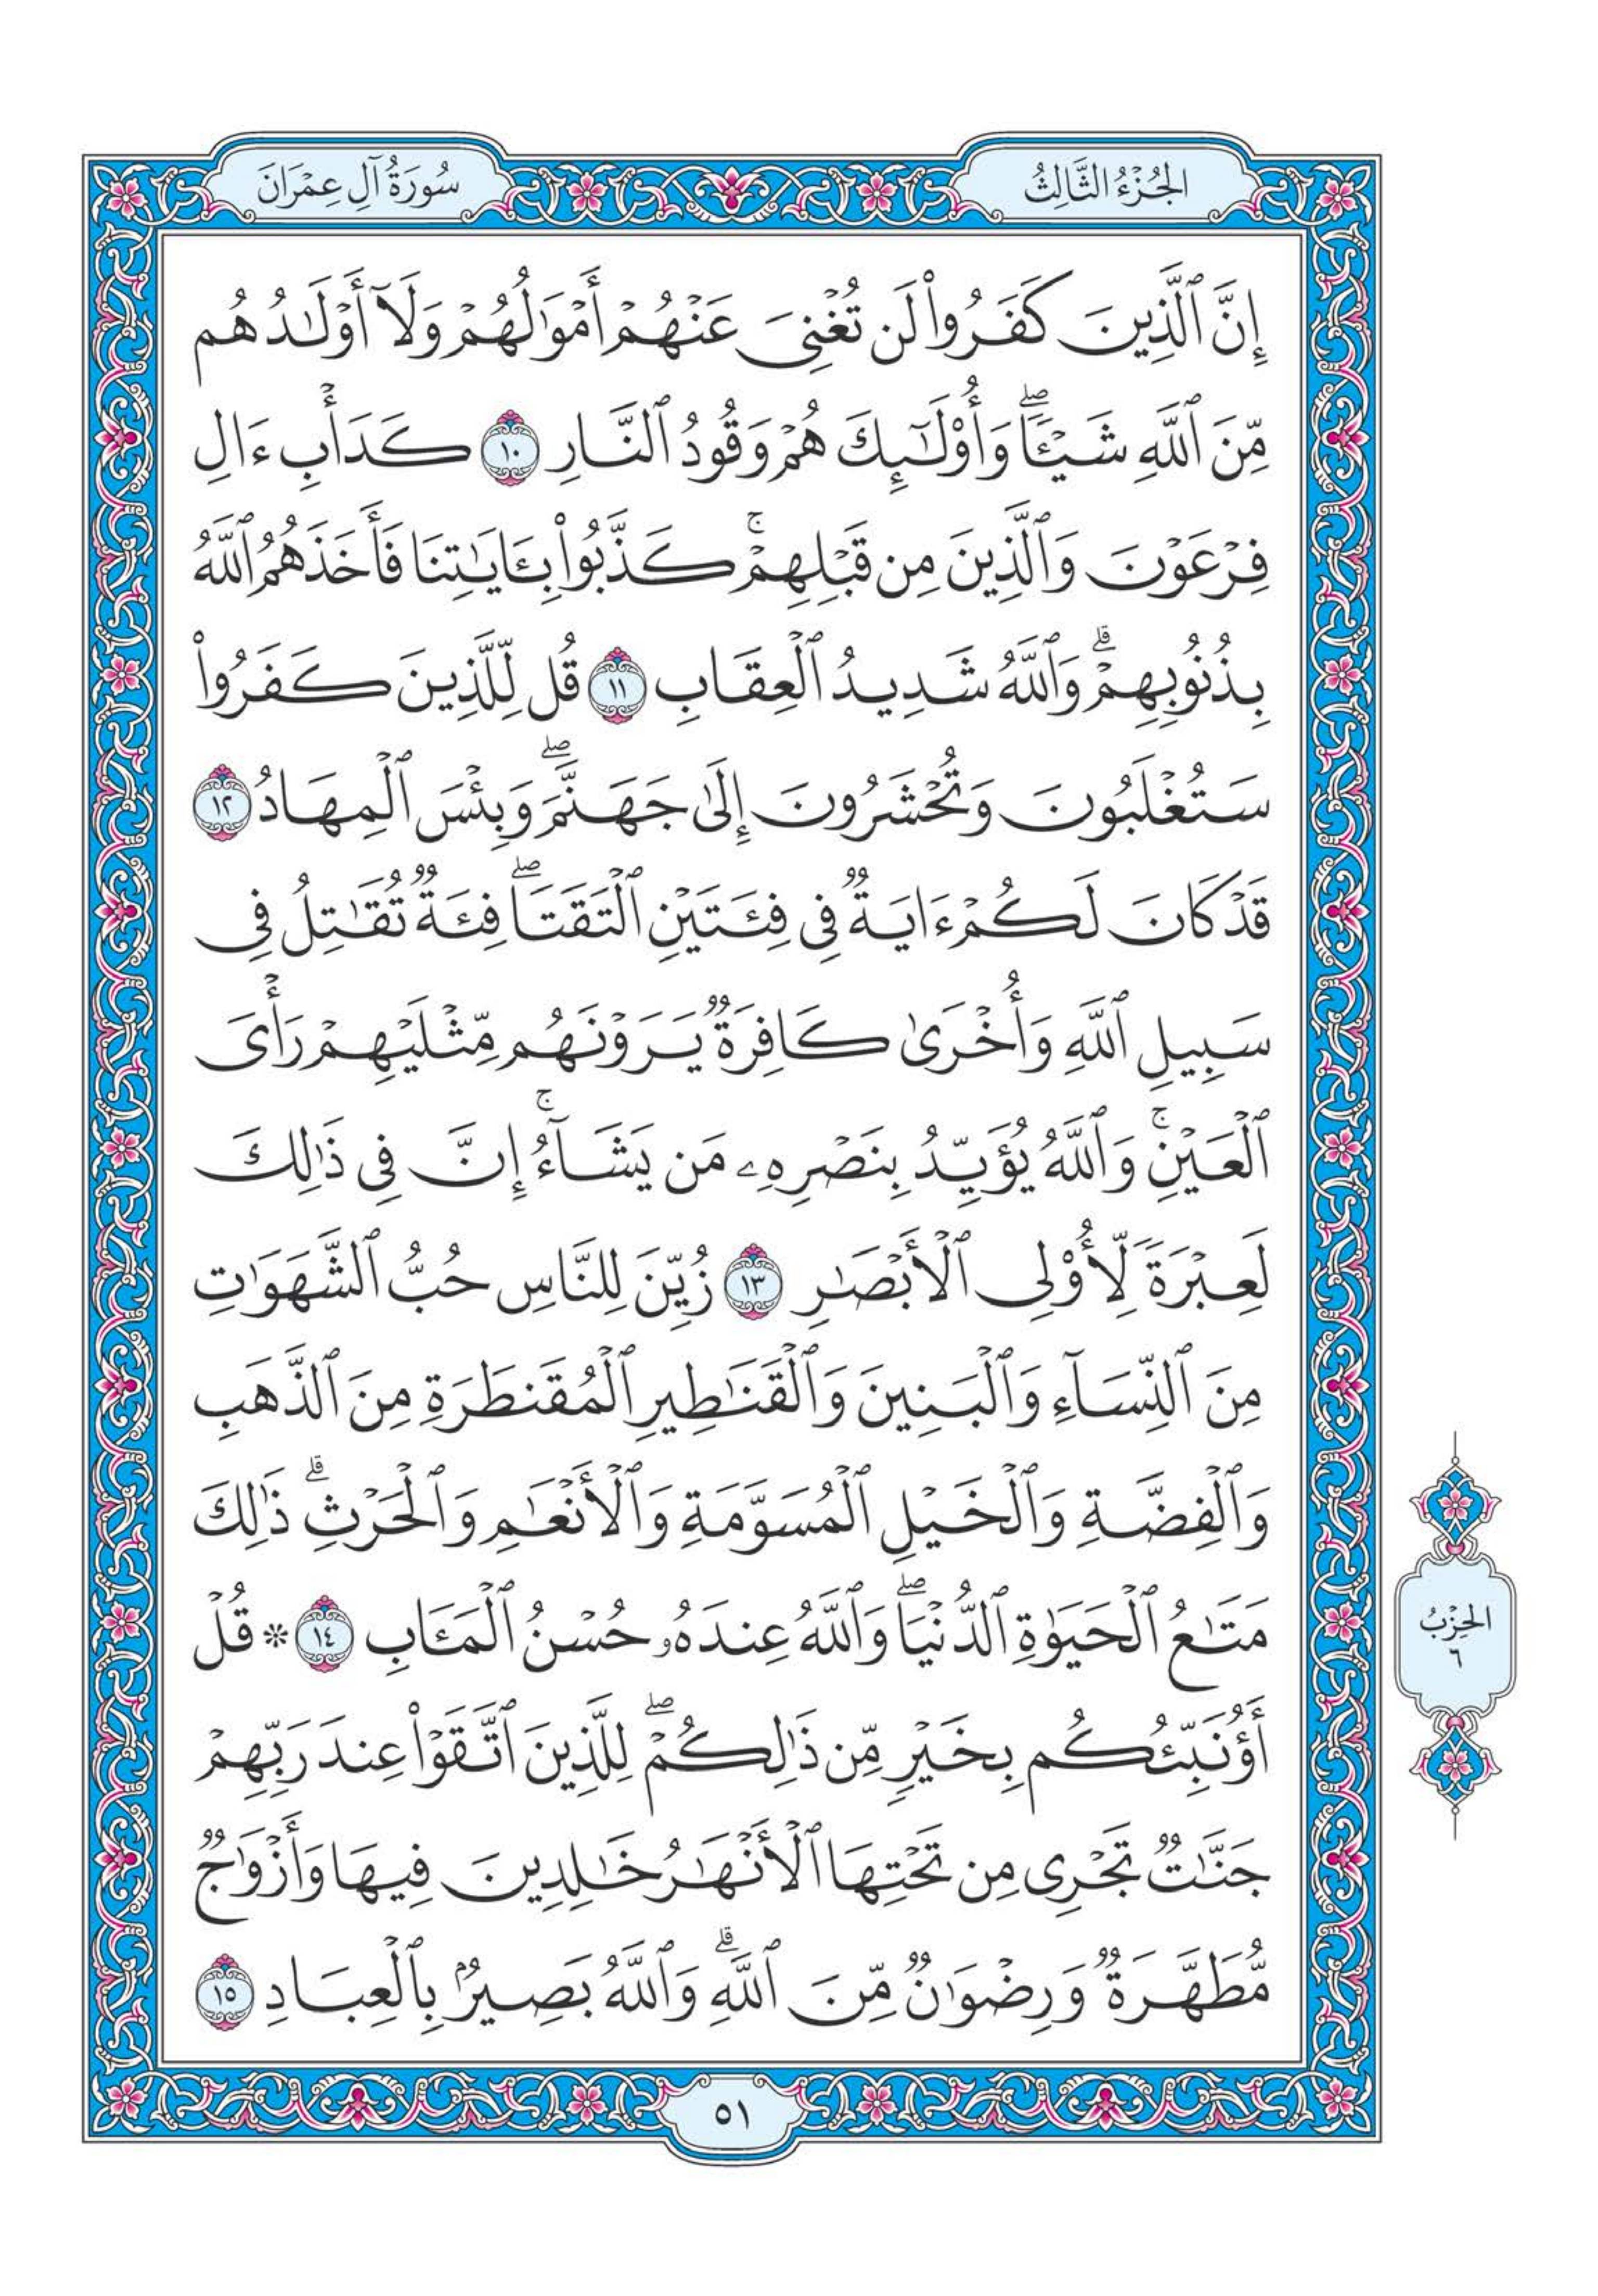 الجُزْءُ الثَّالِثُ
سُورَةُ آلِ عِمْرَانَ
إِنَّ ٱلَّذِينَ كَفَرُوا۟ لَن تُغْنِىَ عَنْهُمْ أَمْوَٰلُهُمْ وَلَآ أَوْلَـٰدُهُم
مِّنَ ٱللَّهِ شَيْـًٔا ۖ وَأُو۟لَـٰٓئِكَ هُمْ وَقُودُ ٱلنَّارِ ١٠ كَدَأْبِ ءَالِ
فِرْعَوْنَ وَٱلَّذِينَ مِن قَبْلِهِمْ ۚ كَذَّبُوا۟ بِـَٔايَـٰتِنَا فَأَخَذَهُمُ ٱللَّهُ
بِذُنُوبِهِمْ ۗ وَٱللَّهُ شَدِيدُ ٱلْعِقَابِ ١١ قُل لِّلَّذِينَ كَفَرُوا۟
سَتُغْلَبُونَ وَتُحْشَرُونَ إِلَىٰ جَهَنَّمَ ۖ وَبِئْسَ ٱلْمِهَادُ ١٢
قَدْ كَانَ لَكُمْ ءَايَةٌ فِى فِئَتَيْنِ ٱلْتَقَتَا ۖ فِئَةٌ تُقَـٰتِلُ فِى
سَبِيلِ ٱللَّهِ وَأُخْرَىٰ كَافِرَةٌ يَرَوْنَهُم مِّثْلَيْهِمْ رَأْىَ
ٱلْعَيْنِ ۚ وَٱللَّهُ يُؤَيِّدُ بِنَصْرِهِۦ مَن يَشَآءُ ۚ إِنَّ فِى ذَٰلِكَ
لَعِبْرَةً لِّأُو۟لِى ٱلْأَبْصَـٰرِ ١٣ زُيِّنَ لِلنَّاسِ حُبُّ ٱلشَّهَوَٰتِ
مِنَ ٱلنِّسَآءِ وَٱلْبَنِينَ وَٱلْقَنَـٰطِيرِ ٱلْمُقَنطَرَةِ مِنَ ٱلذَّهَبِ
وَٱلْفِضَّةِ وَٱلْخَيْلِ ٱلْمُسَوَّمَةِ وَٱلْأَنْعَـٰمِ وَٱلْحَرْثِ ۗ ذَٰلِكَ
مَتَـٰعُ ٱلْحَيَوٰةِ ٱلدُّنْيَا ۖ وَٱللَّهُ عِندَهُۥ حُسْنُ ٱلْمَـَٔابِ ١٤ * قُلْ
أَؤُنَبِّئُكُم بِخَيْرٍ مِّن ذَٰلِكُمْ ۖ لِلَّذِينَ ٱتَّقَوْا۟ عِندَ رَبِّهِمْ
جَنَّـٰتٌ تَجْرِى مِن تَحْتِهَا ٱلْأَنْهَـٰرُ خَـٰلِدِينَ فِيهَا وَأَزْوَٰجٌ
مُّطَهَّرَةٌ وَرِضْوَٰنٌ مِّنَ ٱللَّهِ ۗ وَٱللَّهُ بَصِيرٌۢ بِٱلْعِبَادِ ١٥
الحِزْبُ
٦
٥١